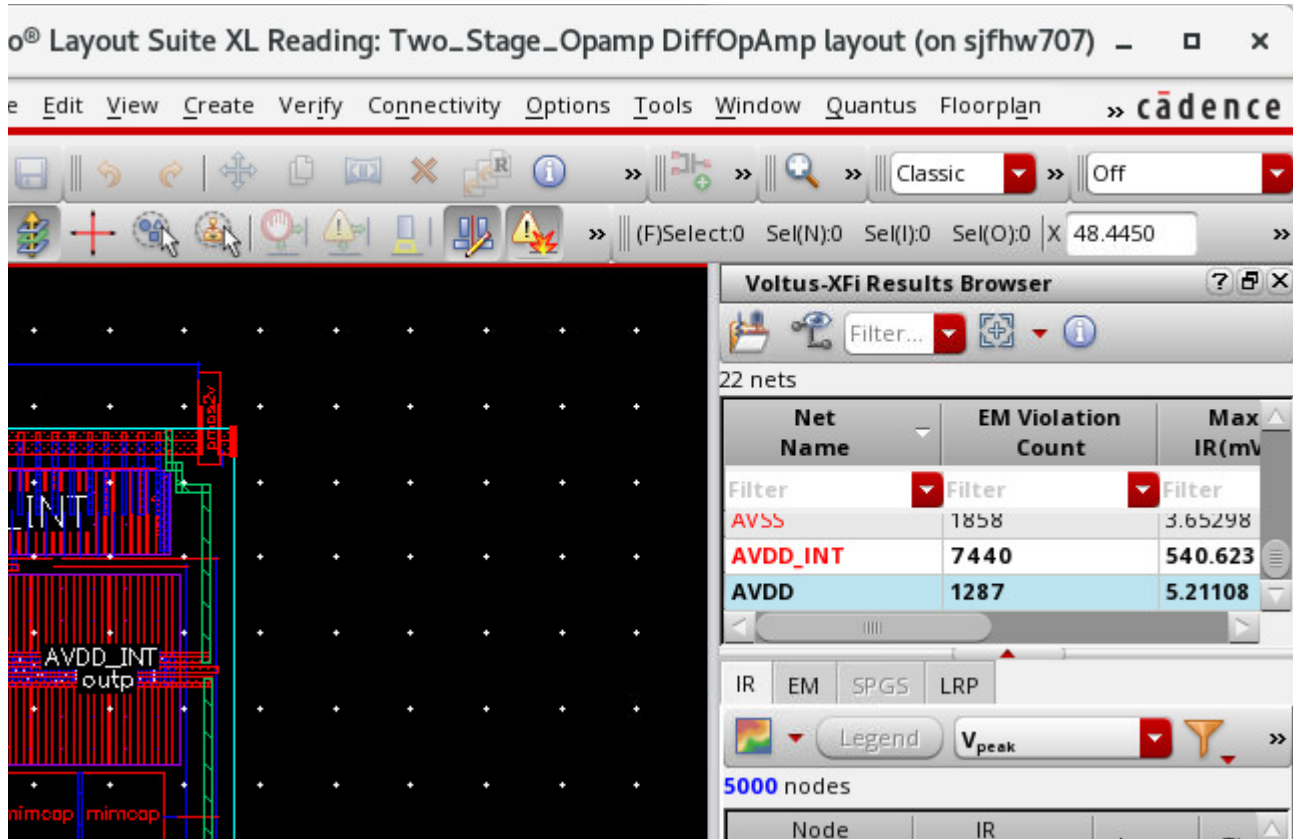 o® Layout Suite XL Reading: Two_Stage_Opamp DiffOpAmp layout (on sjfhw707)
e Edit View Create Verify Connectivity Options Tools Window Quantus Floorplan » cādence
R » » » Classic » Off
» (F)Select:0 Sel(N):0 Sel(I):0 Sel(O):0 X 48.4450 »
Voltus-XFi Results Browser
Filter...
22 nets
Net Name EM Violation Count Max IR(mV
Filter Filter Filter
AVSS 1858 3.65298
AVDD_INT 7440 540.623
AVDD 1287 5.21108
IR EM SPGS LRP
Legend Vpeak »
5000 nodes
Node IR
_INT
AVDD_INT
outp
mimcap mimcap